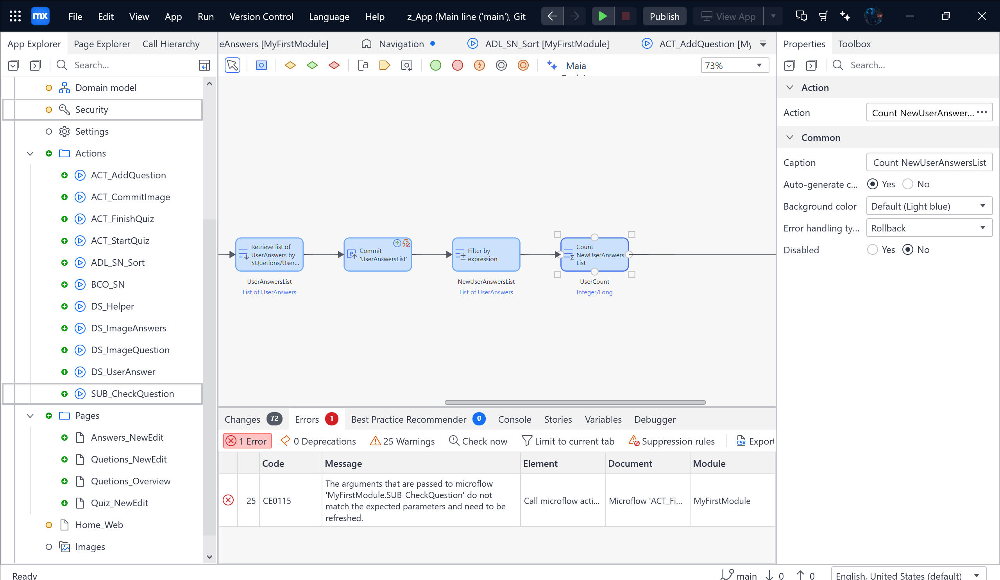 mx File Edit View App Run Version Control Language Help z_App (Main line ('main'), Git Publish View App
App Explorer Page Explorer Call Hierarchy
Search...
Domain model
Security
Settings
Actions
ACT_AddQuestion
ACT_CommitImage
ACT_FinishQuiz
ACT_StartQuiz
ADL_SN_Sort
BCO_SN
DS_Helper
DS_ImageAnswers
DS_ImageQuestion
DS_UserAnswer
SUB_CheckQuestion
Pages
Answers_NewEdit
Quetions_NewEdit
Quetions_Overview
Quiz_NewEdit
Home_Web
Images
eAnswers [MyFirstModule] Navigation ADL_SN_Sort [MyFirstModule] ACT_AddQuestion [My
Maia
73%
Retrieve list of
UserAnswers by
$Quetions/User...
UserAnswersList
List of UserAnswers
Commit
'UserAnswersList'
Filter by
expression
NewUserAnswersList
List of UserAnswers
Count
NewUserAnswers
List
UserCount
Integer/Long
Changes 72 Errors 1 Best Practice Recommender 0 Console Stories Variables Debugger
1 Error 0 Deprecations 25 Warnings Check now Limit to current tab Suppression rules CSV Export
Code Message Element Document Module
25 CE0115
The arguments that are passed to microflow
'MyFirstModule.SUB_CheckQuestion' do not
match the expected parameters and need to be
refreshed.
Call microflow acti...
Microflow 'ACT_Fi...
MyFirstModule
Properties Toolbox
Search...
Action
Action Count NewUserAnswer... •••
Common
Caption Count NewUserAnswersList
Auto-generate c... Yes No
Background color Default (Light blue)
Error handling ty... Rollback
Disabled Yes No
Ready main 0 0 English, United States (default)